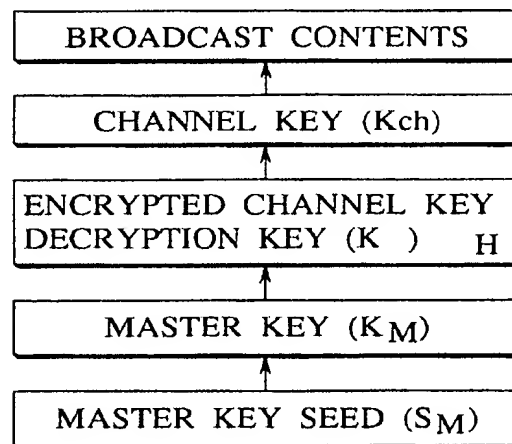 BROADCAST CONTENTS
CHANNEL KEY (Kch)
ENCRYPTED CHANNEL KEY
DECRYPTION KEY (K ) H
MASTER KEY (KM)
MASTER KEY SEED (SM)